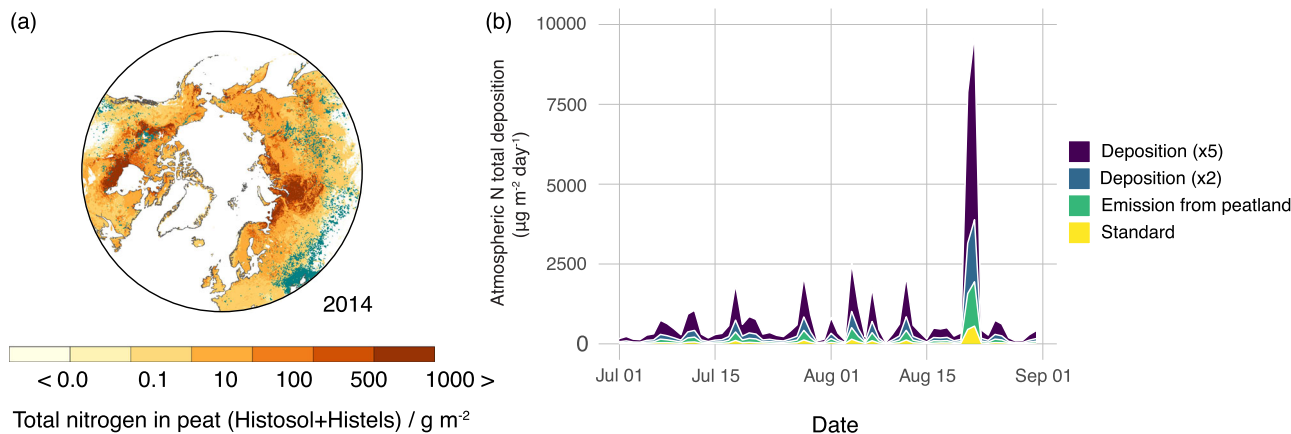 (a)
2014
< 0.0 0.1 10 100 500 1000 >
Total nitrogen in peat (Histosol+Histels) / g m⁻²
(b)
Atmospheric N total deposition
(µg m⁻² day⁻¹)
10000
7500
5000
2500
0
Jul 01 Jul 15 Aug 01 Aug 15 Sep 01
Date
Deposition (x5)
Deposition (x2)
Emission from peatland
Standard